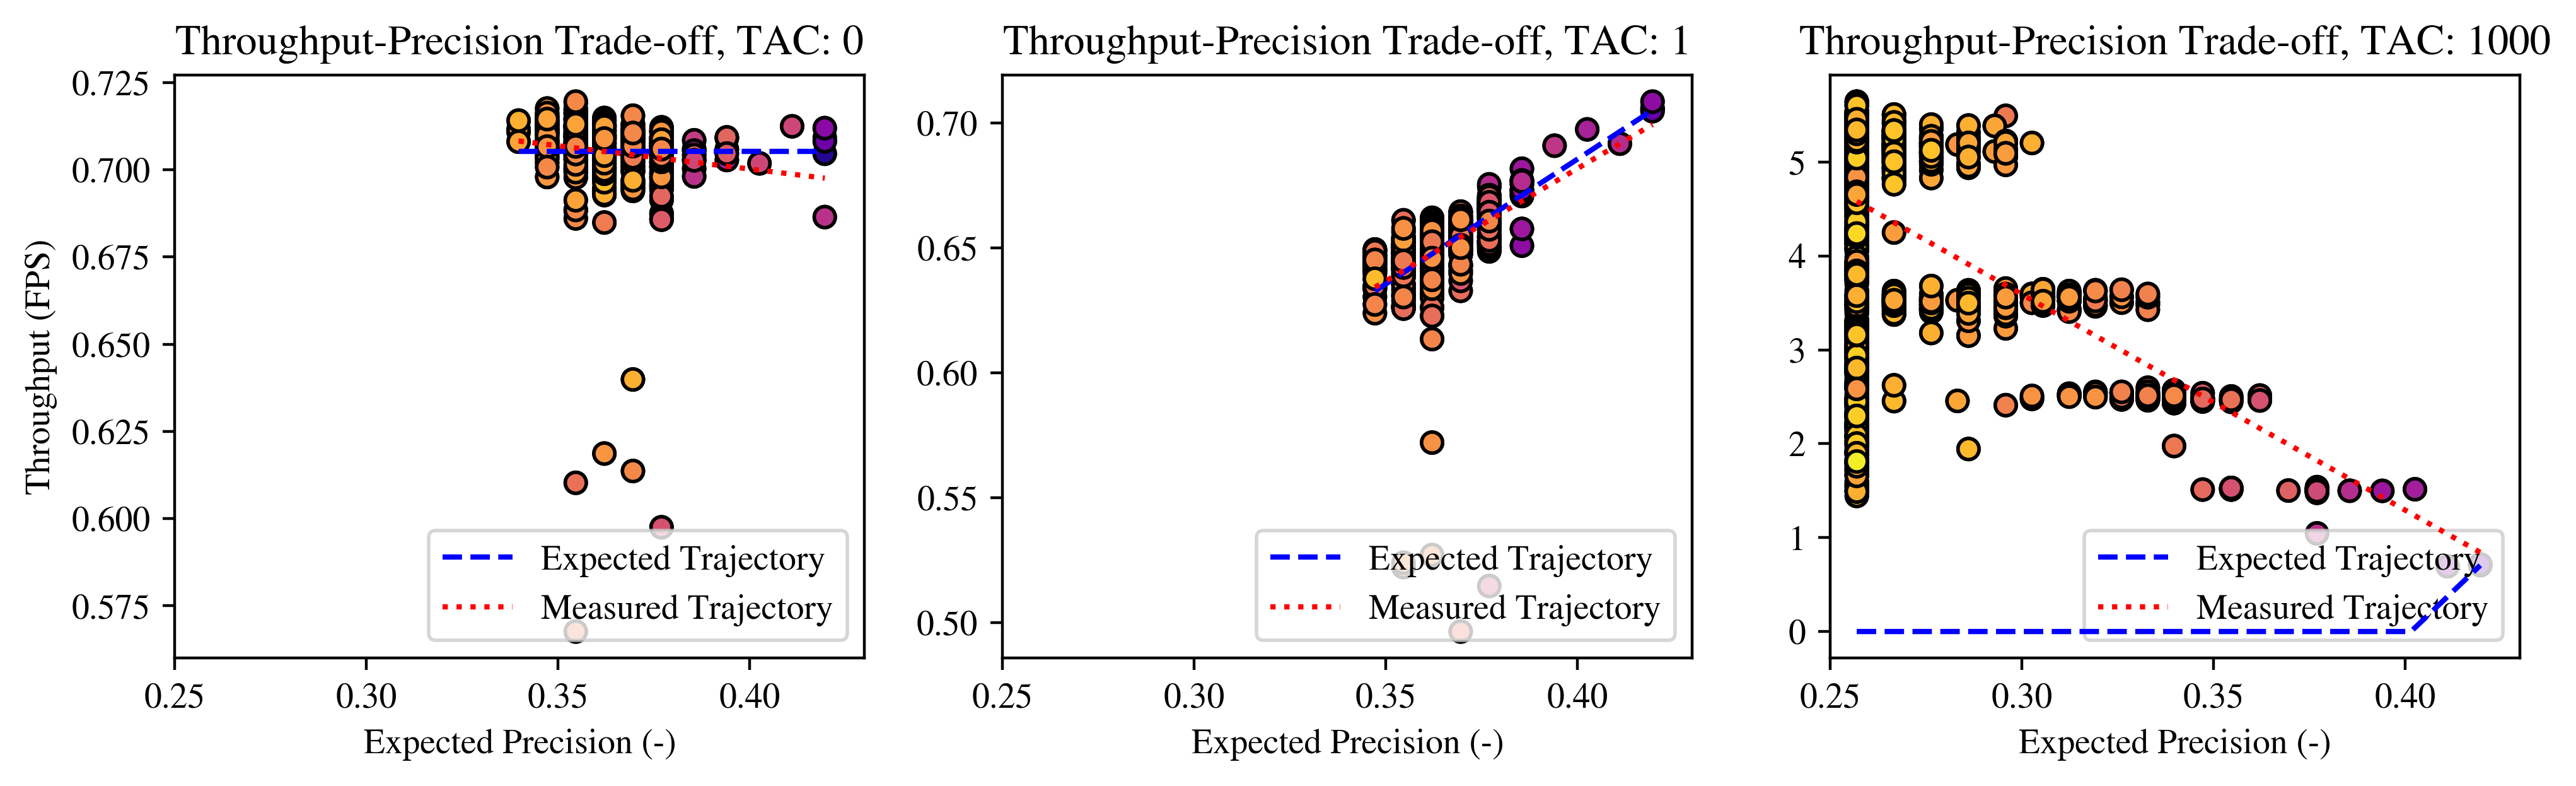 Throughput-Precision Trade-off, TAC: 0
0.725
0.700
0.675
0.650
0.625
0.600
0.575
Throughput (FPS)
Expected Trajectory
Measured Trajectory
0.25 0.30 0.35 0.40
Expected Precision (-)
Throughput-Precision Trade-off, TAC: 1
0.70
0.65
0.60
0.55
0.50
Expected Trajectory
Measured Trajectory
0.25 0.30 0.35 0.40
Expected Precision (-)
Throughput-Precision Trade-off, TAC: 1000
5
4
3
2
1
0
Expected Trajectory
Measured Trajectory
0.25 0.30 0.35 0.40
Expected Precision (-)